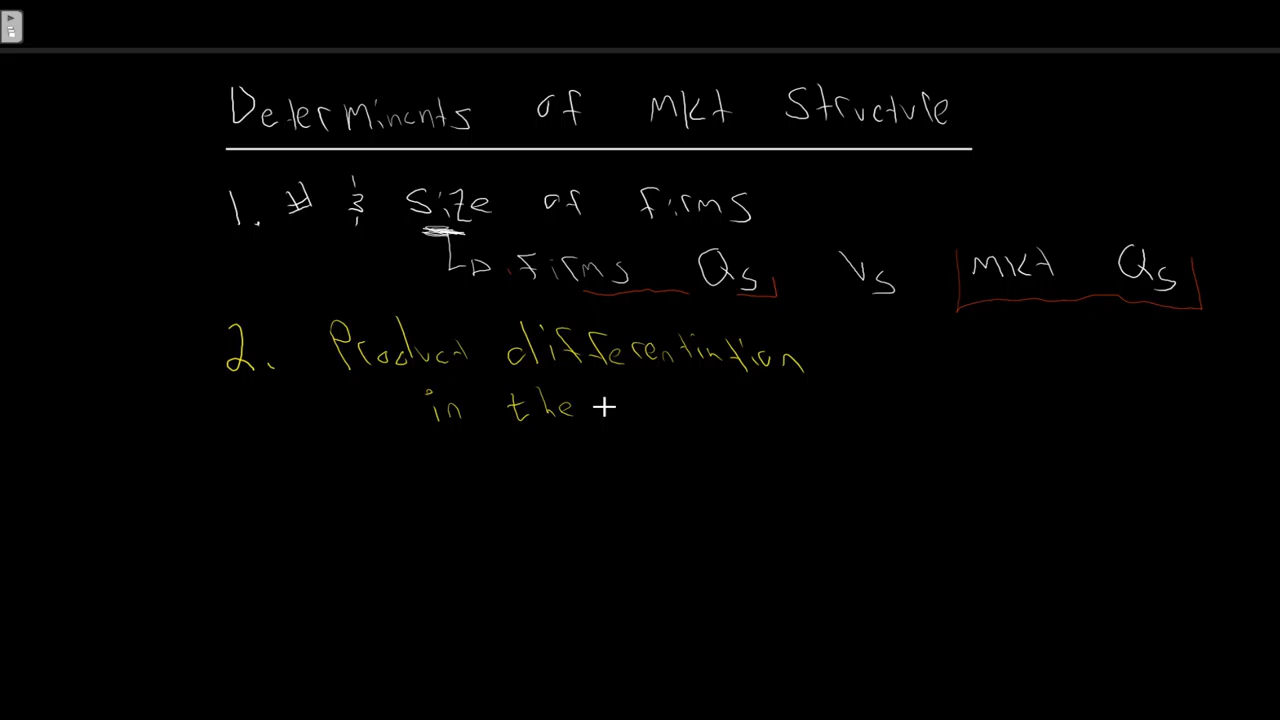 Determinants of Mkt Structure
1. # & Size of firms
firms Qs Vs Mkt Qs
2. Product differentiation
in the